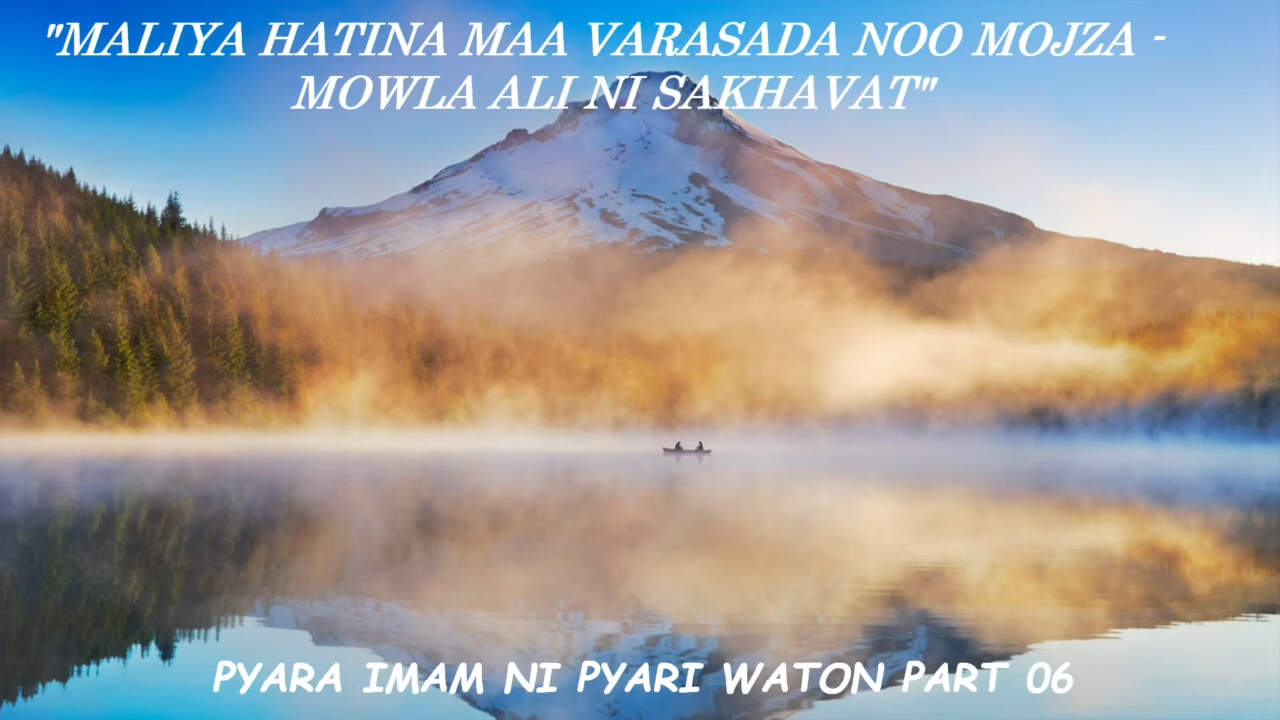 "MALIYA HATINA MAA VARASADA NOO MOJZA -
MOWLA ALI NI SAKHAVAT"
PYARA IMAM NI PYARI WATON PART 06